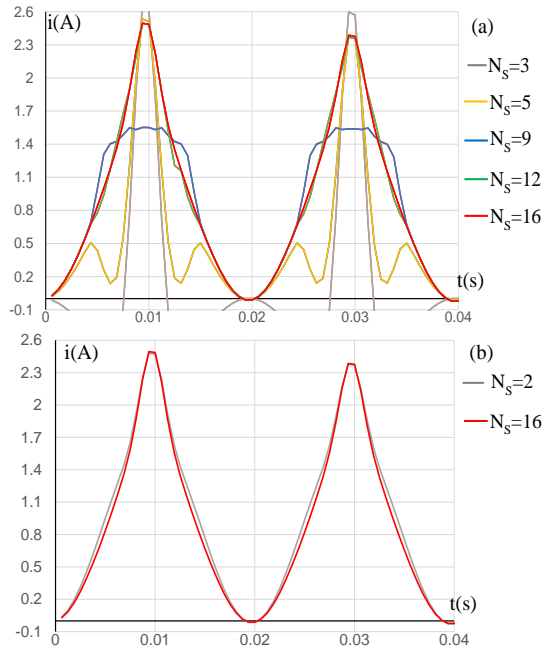 i(A)
(a)
2.6
2.3
2
1.7
1.4
1.1
0.8
0.5
0.2
-0.1
0
0.01
0.02
0.03
0.04
t(s)
N_S=3
N_S=5
N_S=9
N_S=12
N_S=16
i(A)
(b)
2.6
2.3
2
1.7
1.4
1.1
0.8
0.5
0.2
-0.1
0
0.01
0.02
0.03
0.04
t(s)
N_S=2
N_S=16